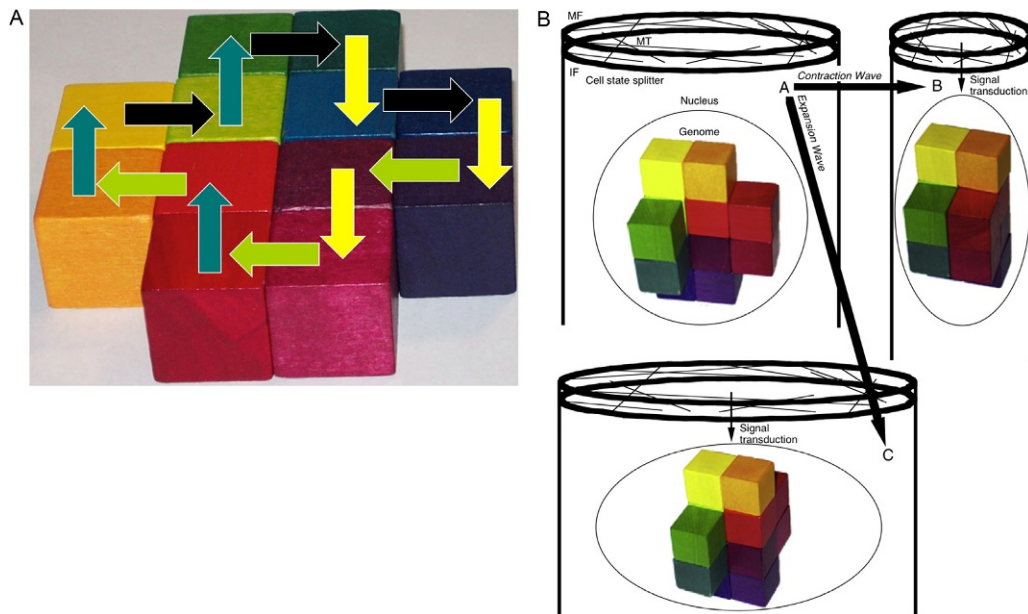 A
B
MF
MT
IF
Cell state splitter
Nucleus
Genome
A
Contraction Wave
Expansion Wave
B
Signal
transduction
Signal
transduction
C